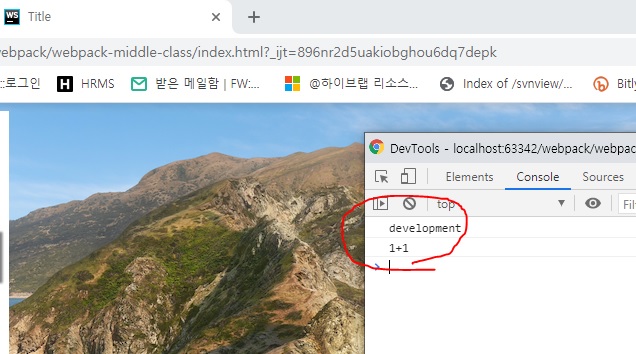 WS Title
ebpack/webpack-middle-class/index.html?_ijt=896nr2d5uakiobghou6dq7depk
::로그인 H HRMS 받은 메일함 | FW:... @하이브랩 리소스... Index of /svnview/... Bitly
DevTools - localhost:63342/webpack/webpac
Elements Console Sources
top Filt
development
1+1